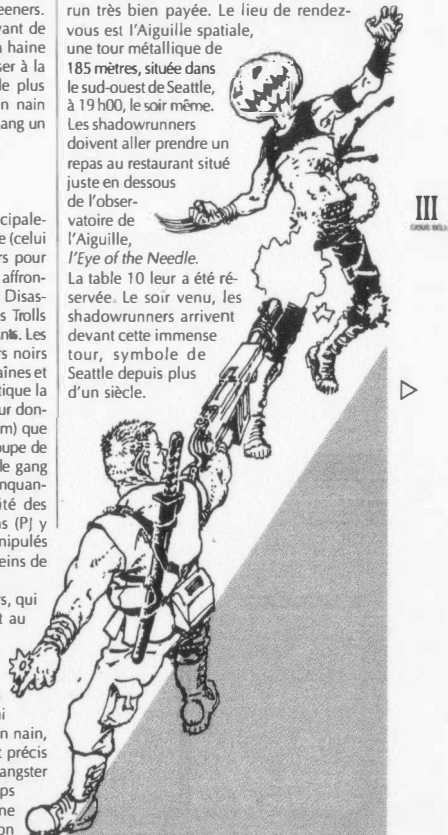 eeners.
ant de
haine
ser à la
le plus
n nain
ang un
cipale-
e (celui
rs pour
affron-
Disas-
s Trolls
Les
rs noirs
aînes et
tique la
ur don-
m) que
oupe de
le gang
nquan-
ité des
s (PJ y
nipulés
eins de
s, qui
t au
n nain,
t précis
angster
ps
ne
on
run très bien payée. Le lieu de rendez-
vous est l'Aiguille spatiale,
une tour métallique de
185 mètres, située dans
le sud-ouest de Seattle,
à 19 h00, le soir même.
Les shadowrunners
doivent aller prendre un
repas au restaurant situé
juste en dessous
de l'obser-
vatoire de
l'Aiguille,
l'Eye of the Needle.
La table 10 leur a été ré-
servée. Le soir venu, les
shadowrunners arrivent
devant cette immense
tour, symbole de
Seattle depuis plus
d'un siècle.
III